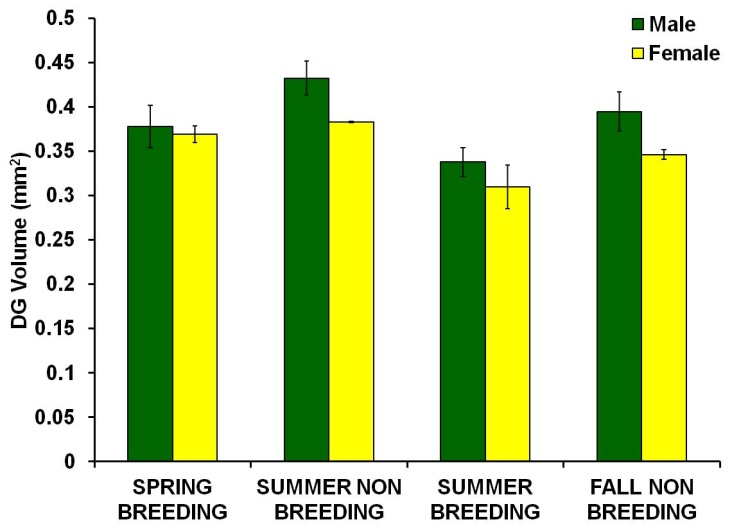 0.5
0.45
0.4
0.35
0.3
0.25
0.2
0.15
0.1
0.05
0
DG Volume (mm²)
Male
Female
SPRING BREEDING
SUMMER NON BREEDING
SUMMER BREEDING
FALL NON BREEDING